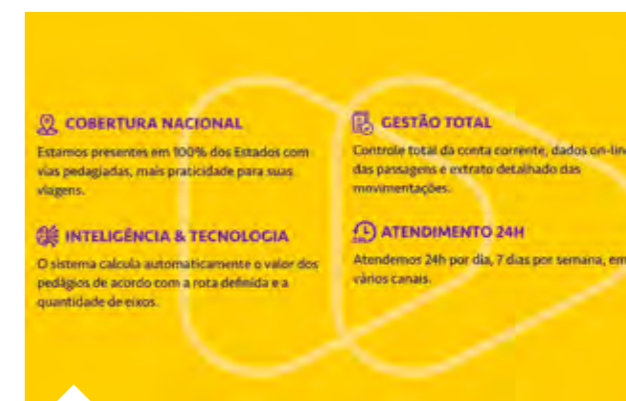 COBERTURA NACIONAL
Estamos presentes em 100% dos Estados com
vias pedagiadas, mais praticidade para suas
viagens.
INTELIGÊNCIA & TECNOLOGIA
O sistema calcula automaticamente o valor dos
pedágios de acordo com a rota definida e a
quantidade de eixos.
GESTÃO TOTAL
Controle total da conta corrente, dados on-line
das passagens e extrato detalhado das
movimentações.
ATENDIMENTO 24H
Atendemos 24h por dia, 7 dias por semana, em
vários canais.